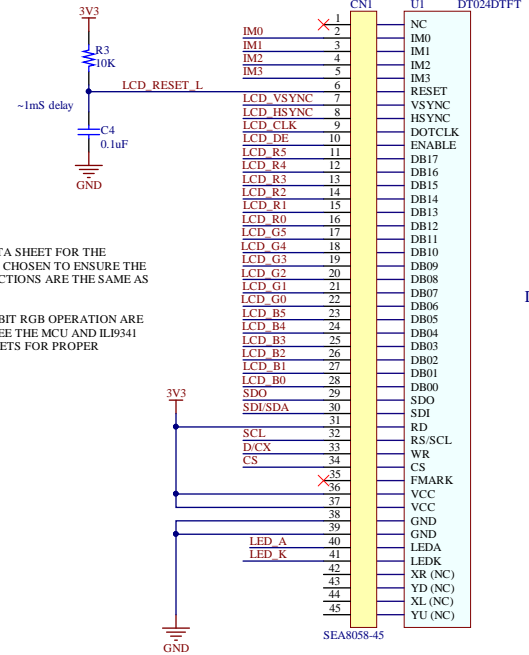 CN1 U1 DT024DTFT
3V3
R3
10K
LCD_RESET_L
~1mS delay
C4
0.1uF
GND
TA SHEET FOR THE
CHOSEN TO ENSURE THE
CTIONS ARE THE SAME AS
BIT RGB OPERATION ARE
EE THE MCU AND ILI9341
ETS FOR PROPER
1 NC
IM0 2 IM0
IM1 3 IM1
IM2 4 IM2
IM3 5 IM3
6 RESET
LCD_VSYNC 7 VSYNC
LCD_HSYNC 8 HSYNC
LCD_CLK 9 DOTCLK
LCD_DE 10 ENABLE
LCD_R5 11 DB17
LCD_R4 12 DB16
LCD_R3 13 DB15
LCD_R2 14 DB14
LCD_R1 15 DB13
LCD_R0 16 DB12
LCD_G5 17 DB11
LCD_G4 18 DB10
LCD_G3 19 DB09
LCD_G2 20 DB08
LCD_G1 21 DB07
LCD_G0 22 DB06
LCD_B5 23 DB05
LCD_B4 24 DB04
LCD_B3 25 DB03
LCD_B2 26 DB02
LCD_B1 27 DB01
LCD_B0 28 DB00
SDO 29 SDO
SDI/SDA 30 SDI
31 RD
SCL 32 RS/SCL
D/CX 33 WR
CS 34 CS
35 FMARK
36 VCC
37 VCC
38 GND
39 GND
LED_A 40 LEDA
LED_K 41 LEDK
42 XR (NC)
43 YD (NC)
44 XL (NC)
45 YU (NC)
3V3
GND
SEA8058-45